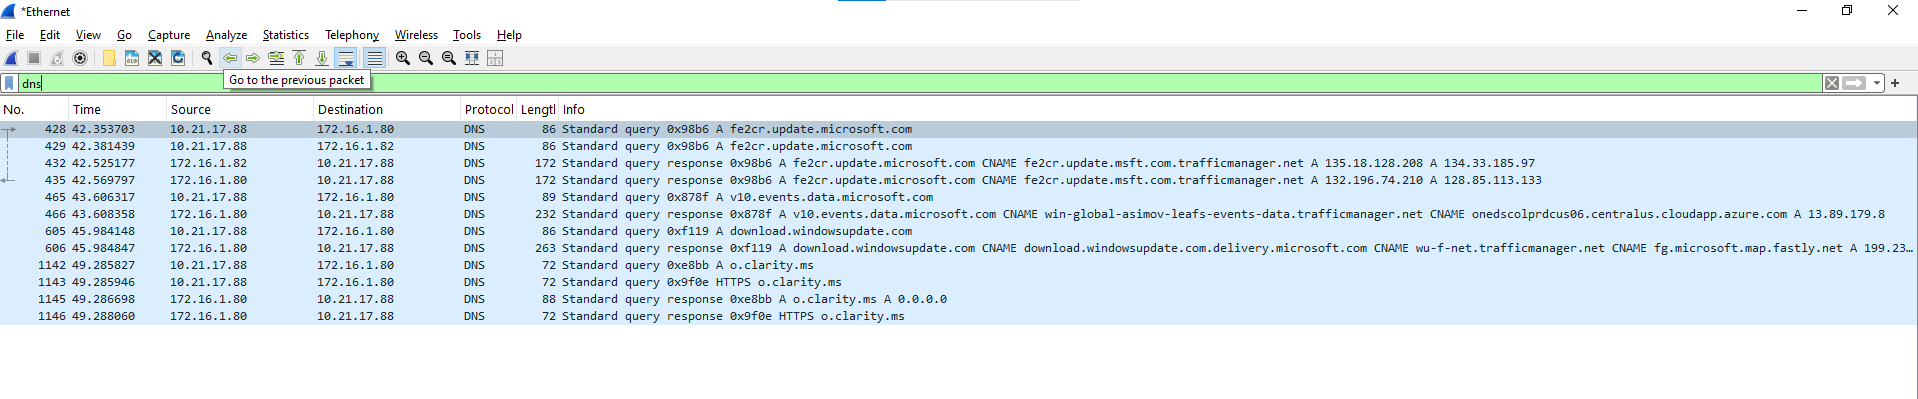 *Ethernet
File Edit View Go Capture Analyze Statistics Telephony Wireless Tools Help
Go to the previous packet
dns
No. Time Source Destination Protocol Lengtl Info
428 42.353703 10.21.17.88 172.16.1.80 DNS 86 Standard query 0x98b6 A fe2cr.update.microsoft.com
429 42.381439 10.21.17.88 172.16.1.82 DNS 86 Standard query 0x98b6 A fe2cr.update.microsoft.com
432 42.525177 172.16.1.82 10.21.17.88 DNS 172 Standard query response 0x98b6 A fe2cr.update.microsoft.com CNAME fe2cr.update.msft.com.trafficmanager.net A 135.18.128.208 A 134.33.185.97
435 42.569797 172.16.1.80 10.21.17.88 DNS 172 Standard query response 0x98b6 A fe2cr.update.microsoft.com CNAME fe2cr.update.msft.com.trafficmanager.net A 132.196.74.210 A 128.85.113.133
465 43.606317 10.21.17.88 172.16.1.80 DNS 89 Standard query 0x878f A v10.events.data.microsoft.com
466 43.608358 172.16.1.80 10.21.17.88 DNS 232 Standard query response 0x878f A v10.events.data.microsoft.com CNAME win-global-asimov-leafs-events-data.trafficmanager.net CNAME onedscolprdcus06.centralus.cloudapp.azure.com A 13.89.179.8
605 45.984148 10.21.17.88 172.16.1.80 DNS 86 Standard query 0xf119 A download.windowsupdate.com
606 45.984847 172.16.1.80 10.21.17.88 DNS 263 Standard query response 0xf119 A download.windowsupdate.com CNAME download.windowsupdate.com.delivery.microsoft.com CNAME wu-f-net.trafficmanager.net CNAME fg.microsoft.map.fastly.net A 199.23…
1142 49.285827 10.21.17.88 172.16.1.80 DNS 72 Standard query 0xe8bb A o.clarity.ms
1143 49.285946 10.21.17.88 172.16.1.80 DNS 72 Standard query 0x9f0e HTTPS o.clarity.ms
1145 49.286698 172.16.1.80 10.21.17.88 DNS 88 Standard query response 0xe8bb A o.clarity.ms A 0.0.0.0
1146 49.288060 172.16.1.80 10.21.17.88 DNS 72 Standard query response 0x9f0e HTTPS o.clarity.ms